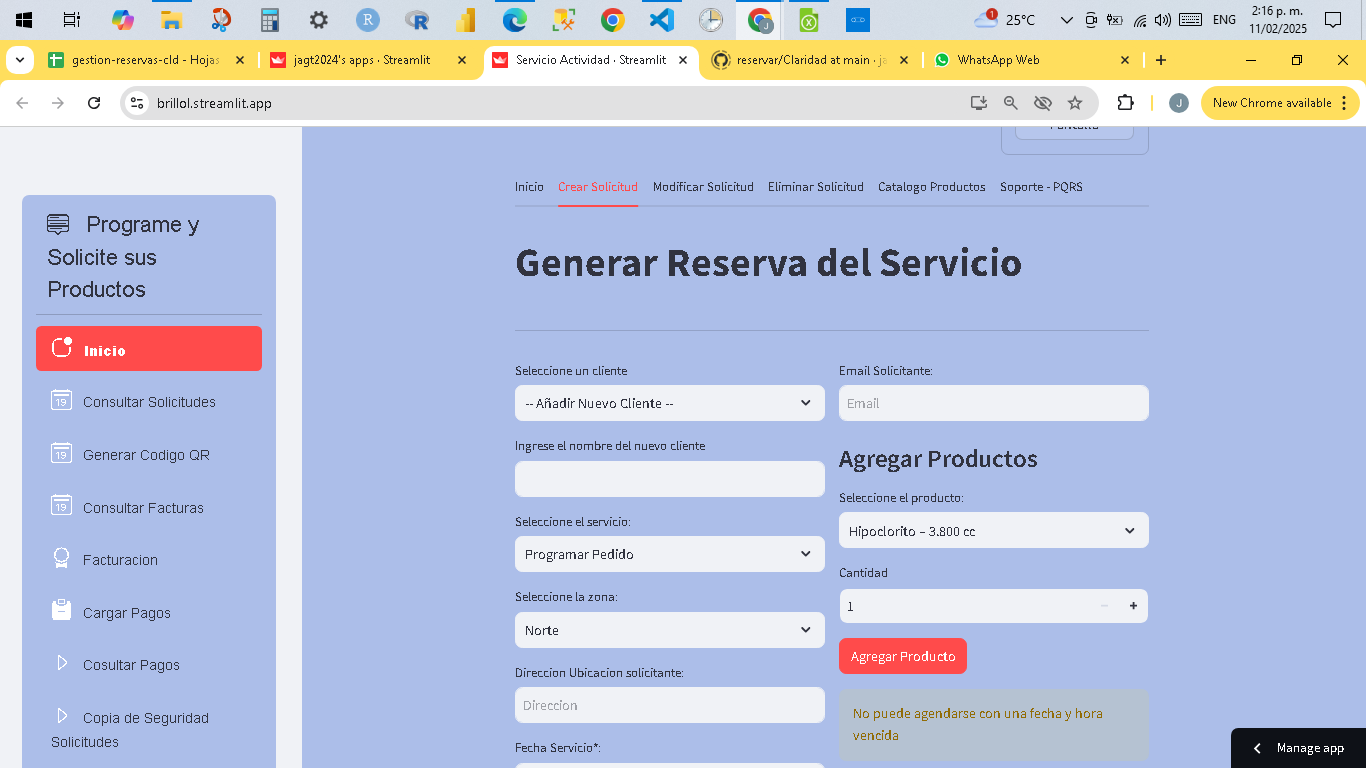 25°C
ENG
2:16 p. m.
11/02/2025
gestion-reservas-cld - Hojas
jagt2024's apps · Streamlit
Servicio Actividad · Streamlit
reservar/Claridad at main · ja
WhatsApp Web
brillol.streamlit.app
J
New Chrome available
Programe y
Solicite sus
Productos
Inicio
Consultar Solicitudes
Generar Codigo QR
Consultar Facturas
Facturacion
Cargar Pagos
Cosultar Pagos
Copia de Seguridad
Solicitudes
Pantalla
Inicio
Crear Solicitud
Modificar Solicitud
Eliminar Solicitud
Catalogo Productos
Soporte - PQRS
Generar Reserva del Servicio
Seleccione un cliente
-- Añadir Nuevo Cliente --
Ingrese el nombre del nuevo cliente
Seleccione el servicio:
Programar Pedido
Seleccione la zona:
Norte
Direccion Ubicacion solicitante:
Direccion
Fecha Servicio*:
Email Solicitante:
Email
Agregar Productos
Seleccione el producto:
Hipoclorito – 3.800 cc
Cantidad
1
Agregar Producto
No puede agendarse con una fecha y hora
vencida
Manage app